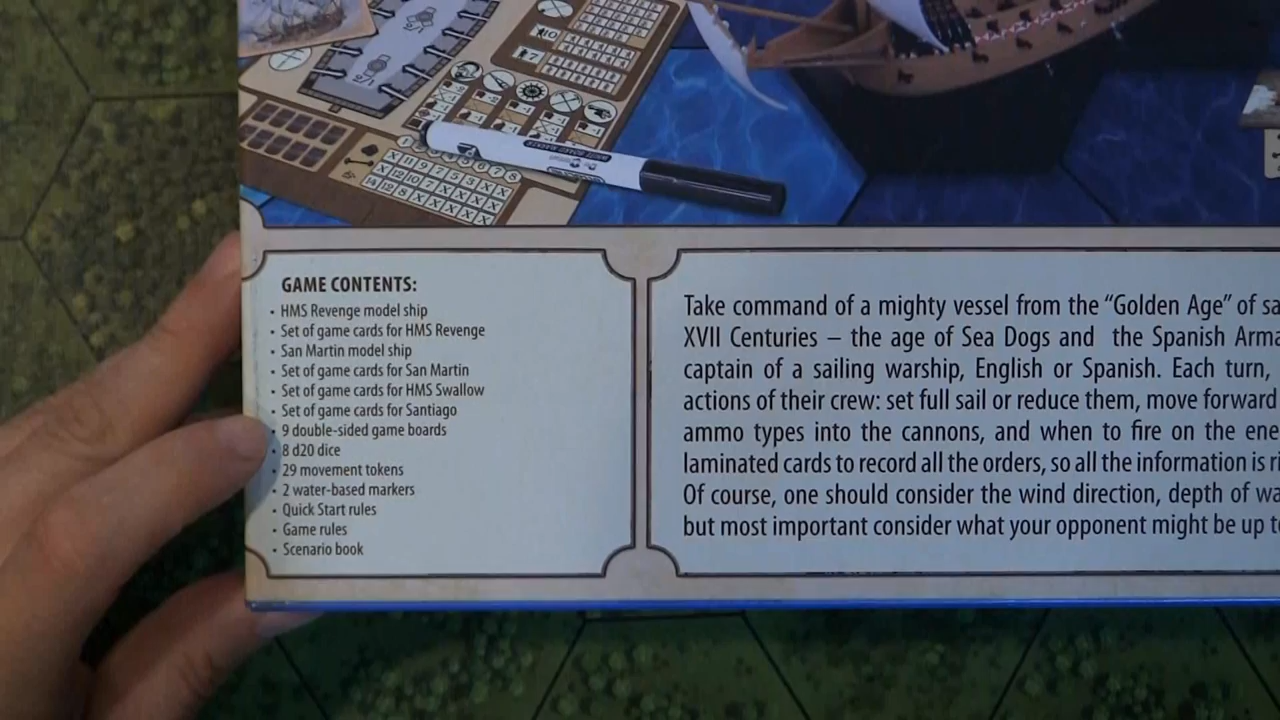 GAME CONTENTS:
• HMS Revenge model ship
• Set of game cards for HMS Revenge
• San Martin model ship
• Set of game cards for San Martin
• Set of game cards for HMS Swallow
• Set of game cards for Santiago
• 9 double-sided game boards
• 8 d20 dice
• 29 movement tokens
• 2 water-based markers
• Quick Start rules
• Game rules
• Scenario book
Take command of a mighty vessel from the “Golden Age” of sa
XVII Centuries – the age of Sea Dogs and the Spanish Arma
captain of a sailing warship, English or Spanish. Each turn,
actions of their crew: set full sail or reduce them, move forward
ammo types into the cannons, and when to fire on the ene
laminated cards to record all the orders, so all the information is ri
Of course, one should consider the wind direction, depth of wa
but most important consider what your opponent might be up to